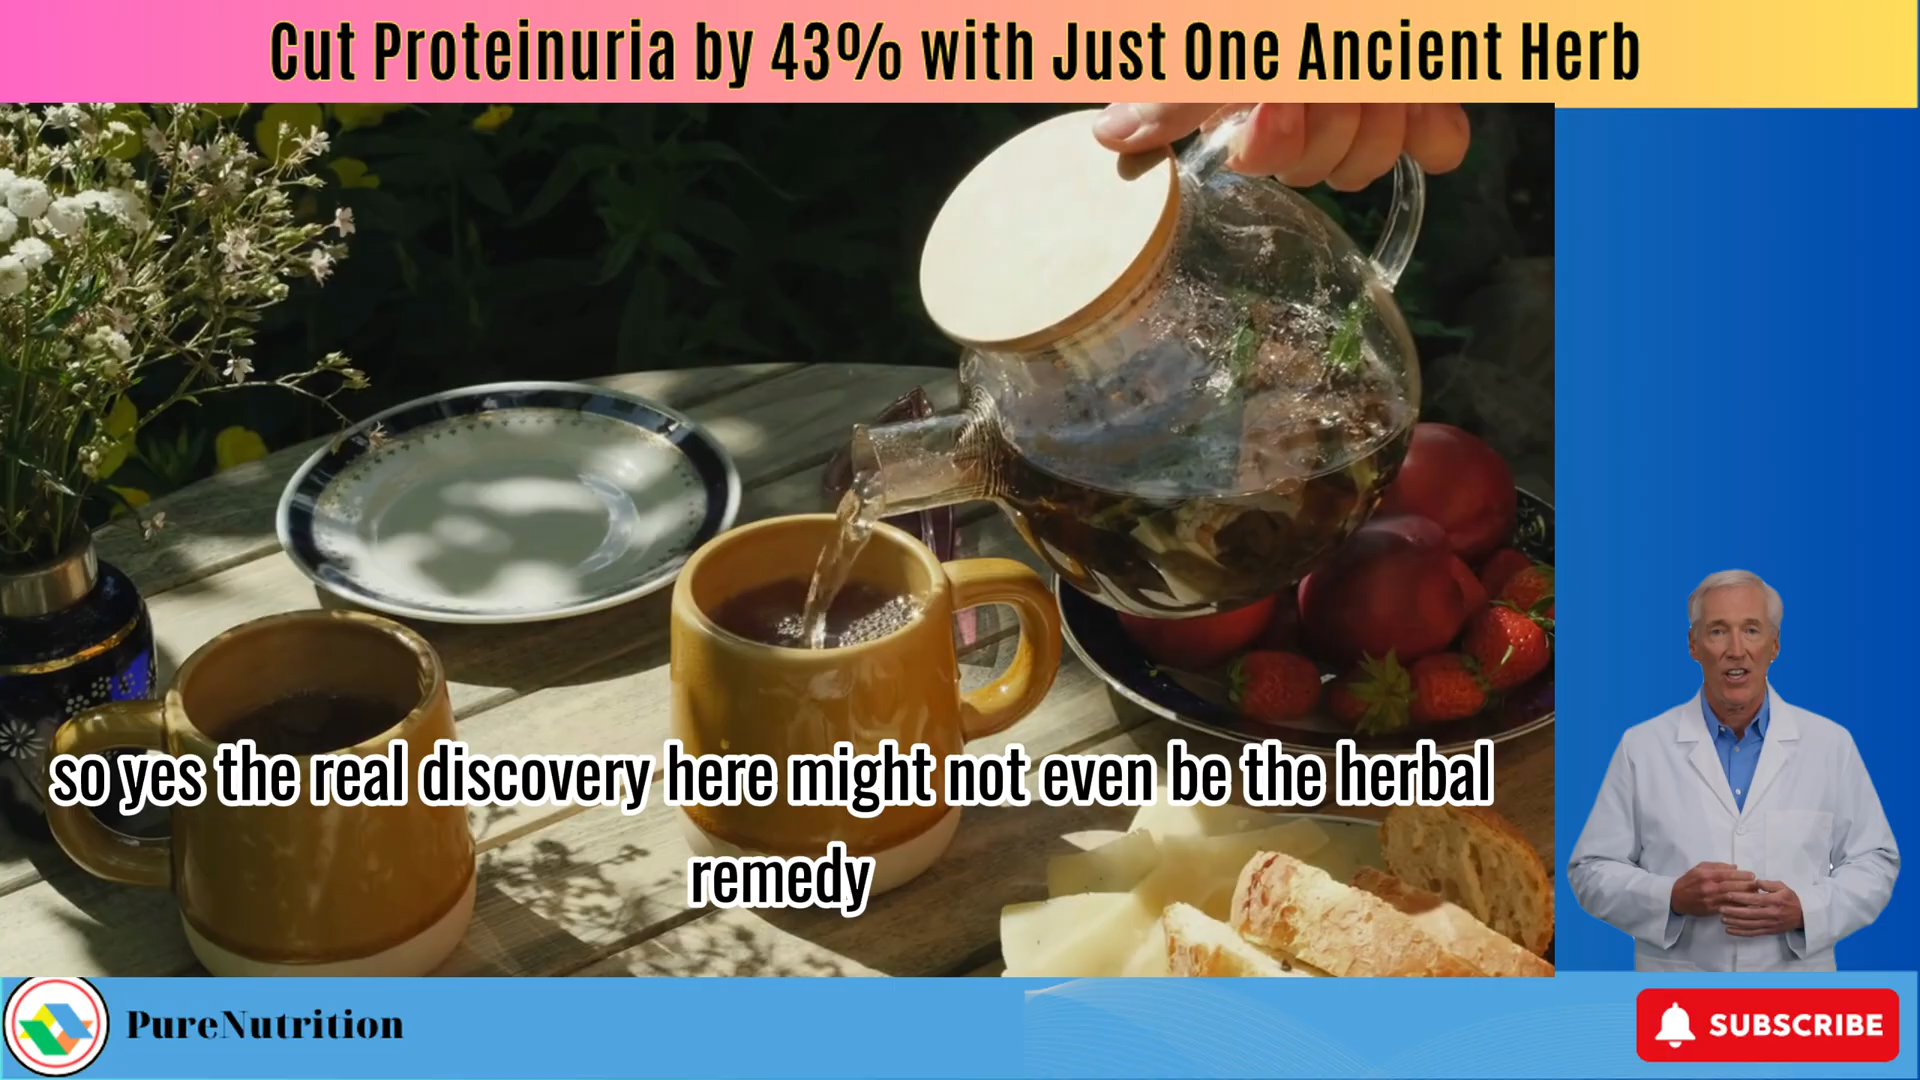 Cut Proteinuria by 43% with Just One Ancient Herb
so yes the real discovery here might not even be the herbal
remedy
PureNutrition
SUBSCRIBE